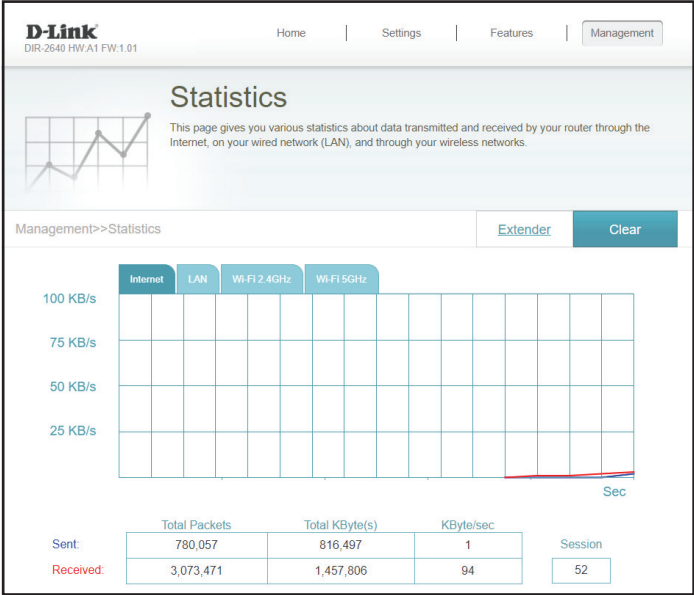 D-Link
DIR-2640 HW:A1 FW:1.01
Home | Settings | Features | Management
Statistics
This page gives you various statistics about data transmitted and received by your router through the
Internet, on your wired network (LAN), and through your wireless networks.
Management>>Statistics
Extender
Clear
Internet LAN Wi-Fi 2.4GHz Wi-Fi 5GHz
100 KB/s
75 KB/s
50 KB/s
25 KB/s
Sec
Total Packets Total KByte(s) KByte/sec
Sent: 780,057 816,497 1 Session
Received: 3,073,471 1,457,806 94 52